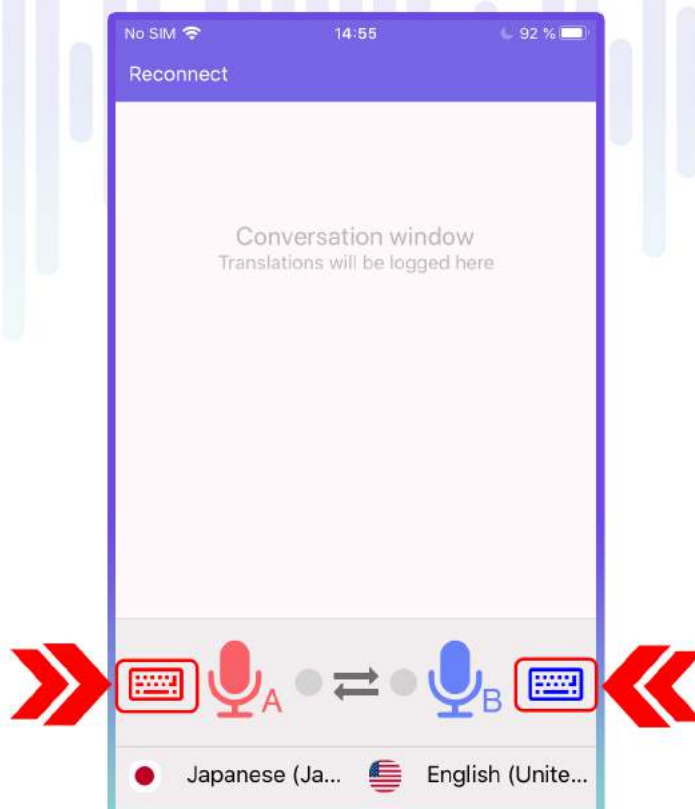 No SIM 14:55 92 %
Reconnect
Conversation window
Translations will be logged here
A B
Japanese (Ja... English (Unite...